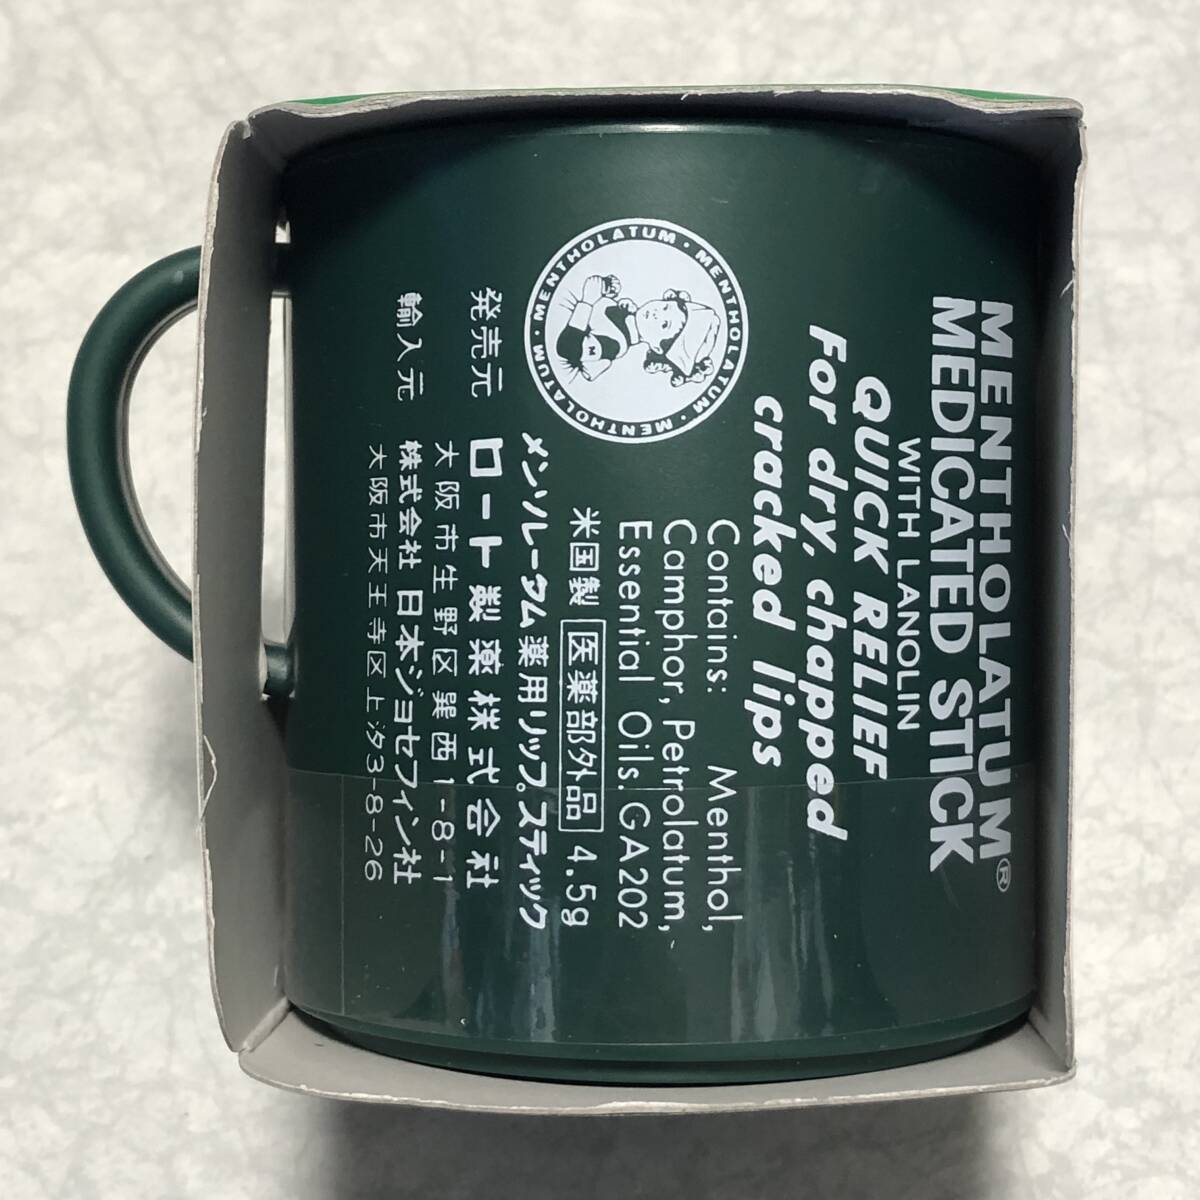 MENTHOLATUM®
MEDICATED STICK
WITH LANOLIN
QUICK RELIEF
For dry, chapped
cracked lips
Contains: Menthol,
Camphor, Petrolatum,
Essential Oils. GA202
米国製 医薬部外品 4.5g
MENTHOLATUM・MENTHOLATUM・MENTHOLATUM・MENTHOLATUM・
メンソレータム薬用リップスティック
発売元 ロート製薬株式会社
大阪市生野区巽西1-8-1
輸入元 株式会社 日本ジョセフィン社
大阪市天王寺区上汐3-8-26